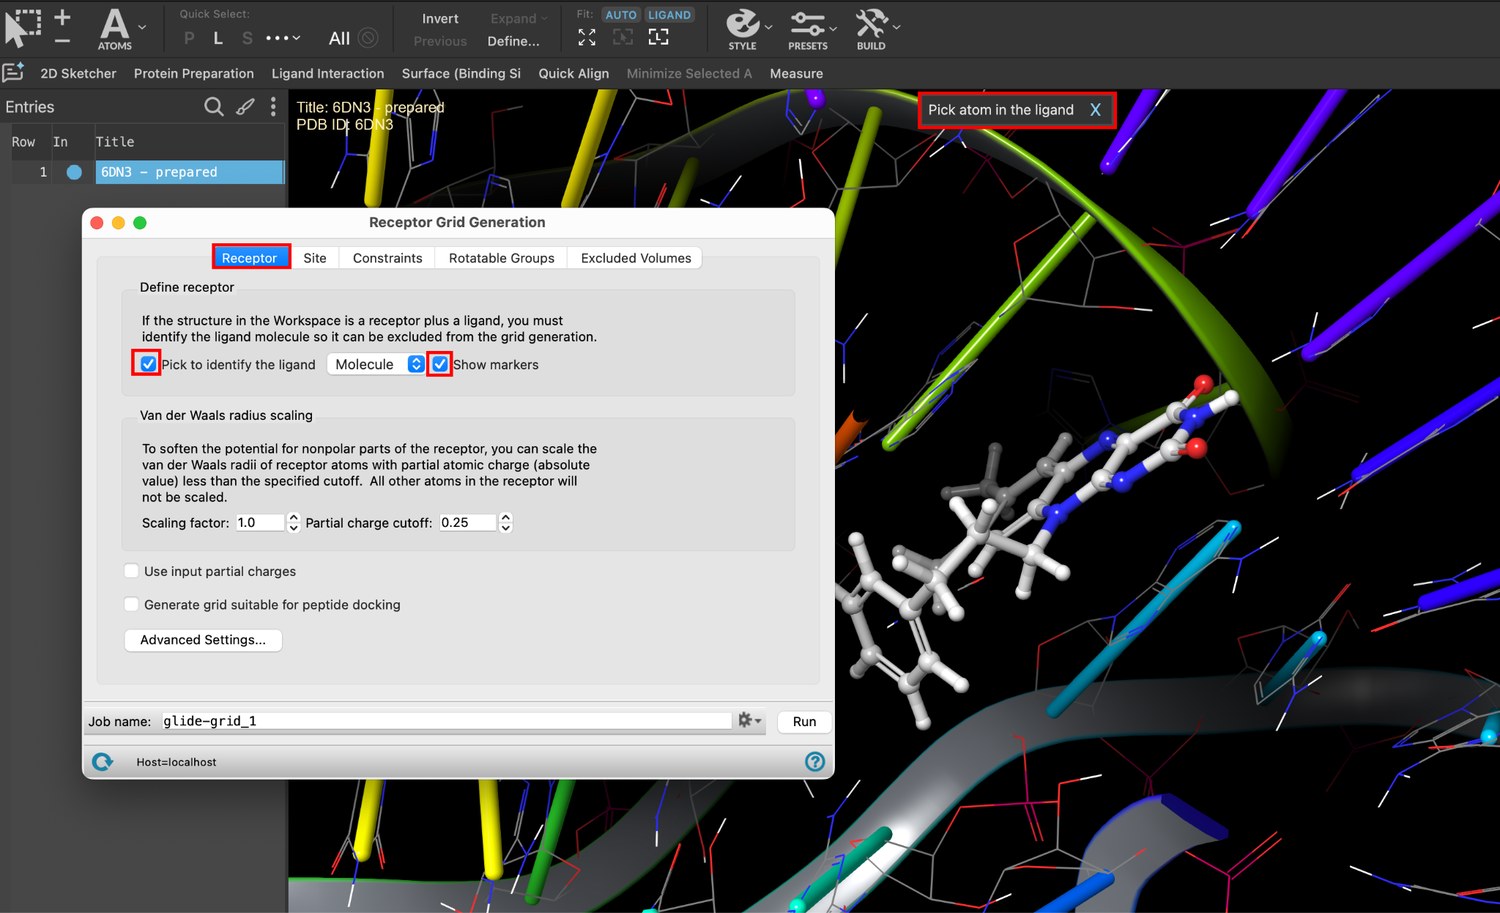 Quick Select:
Invert
Expand
Fit:
AUTO
LIGAND
P
L
S
All
Previous
Define...
ATOMS
STYLE
PRESETS
BUILD
2D Sketcher
Protein Preparation
Ligand Interaction
Surface (Binding Si
Quick Align
Minimize Selected A
Measure
Entries
Title: 6DN3 - prepared
PDB ID: 6DN3
Pick atom in the ligand X
Row
In
Title
1
6DN3 - prepared
Receptor Grid Generation
Receptor
Site
Constraints
Rotatable Groups
Excluded Volumes
Define receptor
If the structure in the Workspace is a receptor plus a ligand, you must
identify the ligand molecule so it can be excluded from the grid generation.
Pick to identify the ligand
Molecule
Show markers
Van der Waals radius scaling
To soften the potential for nonpolar parts of the receptor, you can scale the
van der Waals radii of receptor atoms with partial atomic charge (absolute
value) less than the specified cutoff. All other atoms in the receptor will
not be scaled.
Scaling factor: 1.0
Partial charge cutoff: 0.25
Use input partial charges
Generate grid suitable for peptide docking
Advanced Settings...
Job name: glide-grid_1
Run
Host=localhost
?